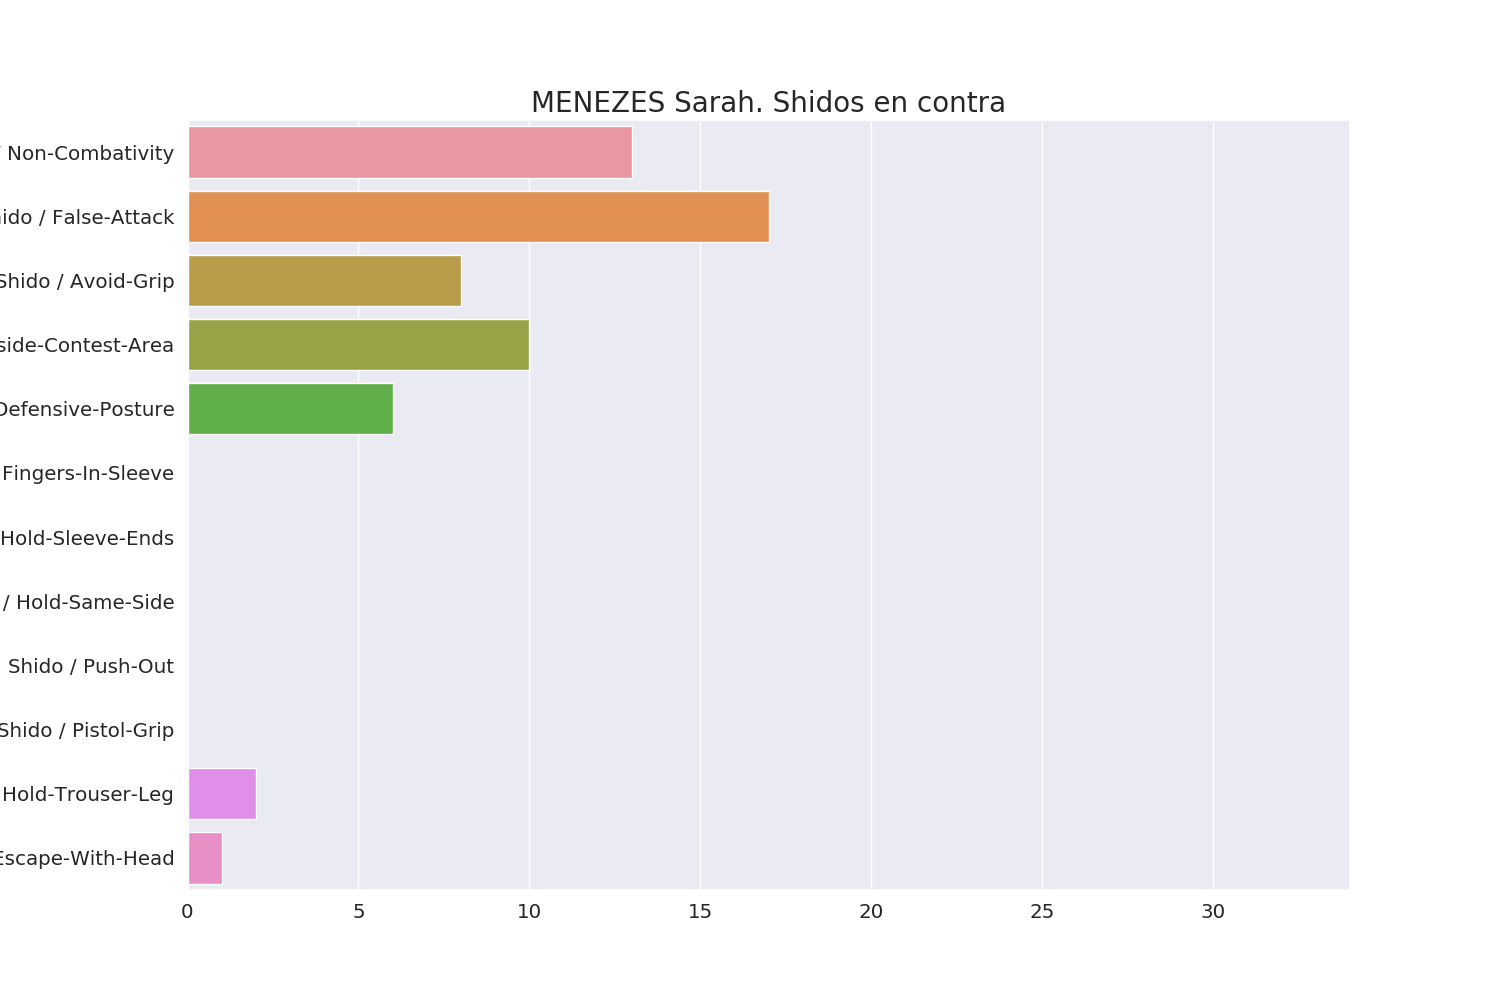 MENEZES Sarah. Shidos en contra
/ Non-Combativity
ido / False-Attack
Shido / Avoid-Grip
side-Contest-Area
Defensive-Posture
Fingers-In-Sleeve
Hold-Sleeve-Ends
/ Hold-Same-Side
Shido / Push-Out
Shido / Pistol-Grip
Hold-Trouser-Leg
Escape-With-Head
0 5 10 15 20 25 30